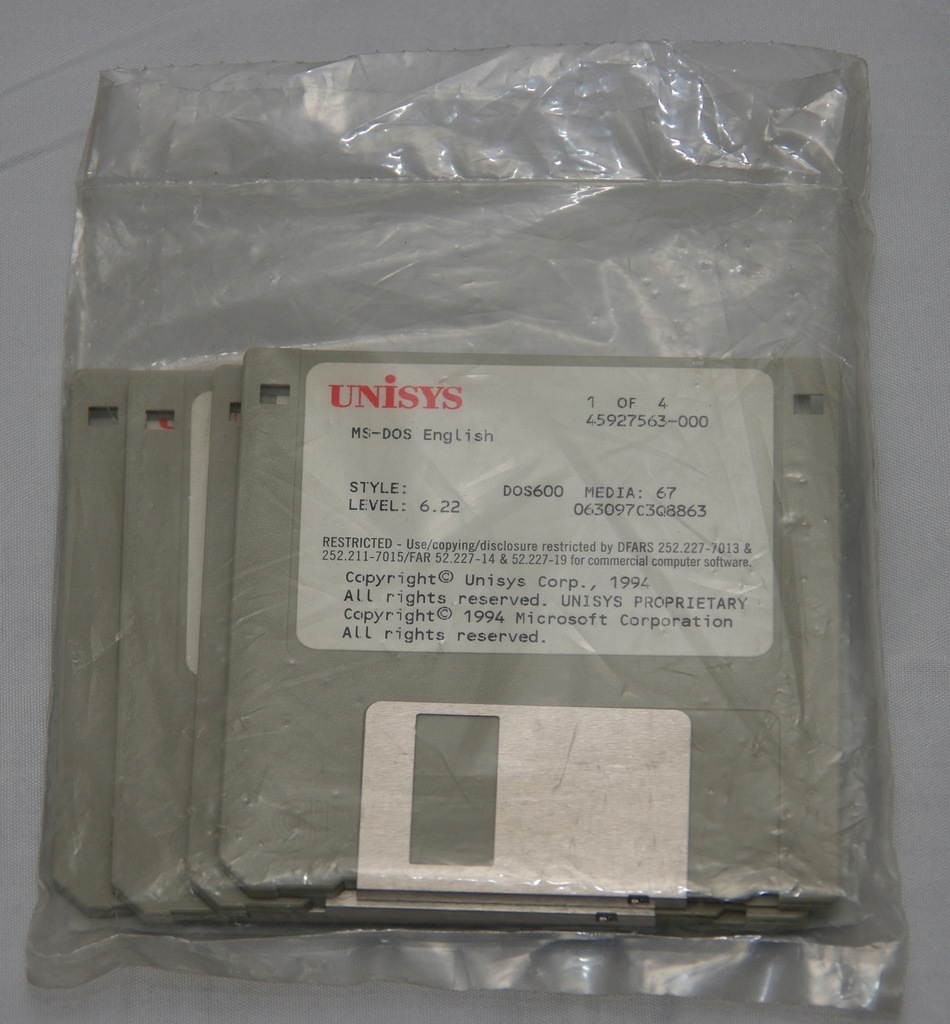 UNiSYS
1 OF 4
45927563-000
MS-DOS English
STYLE: DOS600 MEDIA: 67
LEVEL: 6.22 063097C3Q8863
RESTRICTED - Use/copying/disclosure restricted by DFARS 252.227-7013 &
252.211-7015/FAR 52.227-14 & 52.227-19 for commercial computer software.
Copyright© Unisys Corp., 1994
All rights reserved. UNISYS PROPRIETARY
Copyright© 1994 Microsoft Corporation
All rights reserved.